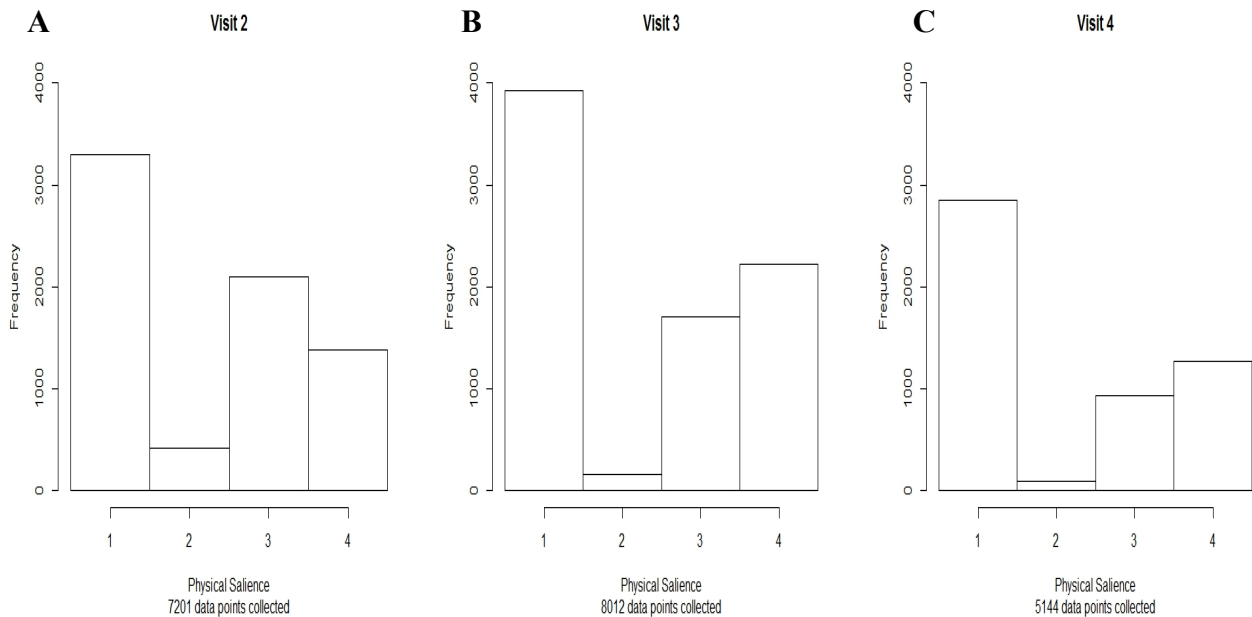 A
Visit 2
Frequency
4000
3000
2000
1000
0
1 2 3 4
Physical Salience
7201 data points collected
B
Visit 3
Frequency
4000
3000
2000
1000
0
1 2 3 4
Physical Salience
8012 data points collected
C
Visit 4
Frequency
4000
3000
2000
1000
0
1 2 3 4
Physical Salience
5144 data points collected